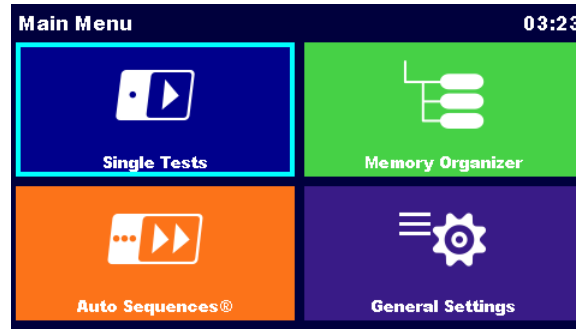 Main Menu 03:23
Single Tests
Memory Organizer
Auto Sequences®
General Settings